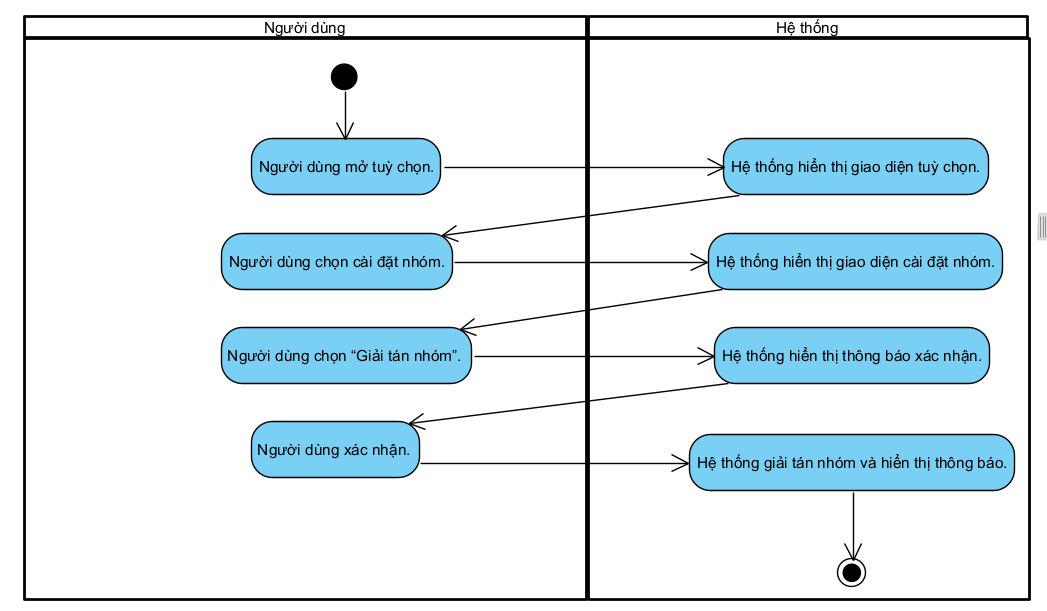 Người dùng
Hệ thống
Người dùng mở tuỳ chọn.
Hệ thống hiển thị giao diện tuỳ chọn.
Người dùng chọn cài đặt nhóm.
Hệ thống hiển thị giao diện cài đặt nhóm.
Người dùng chọn “Giải tán nhóm”.
Hệ thống hiển thị thông báo xác nhận.
Người dùng xác nhận.
Hệ thống giải tán nhóm và hiển thị thông báo.